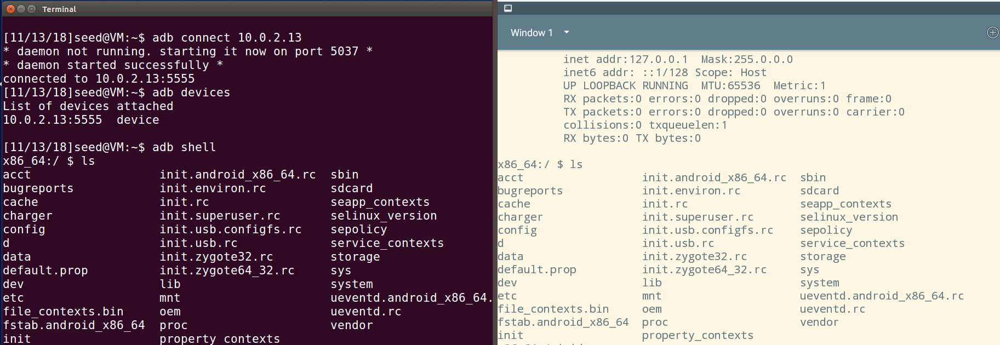 Terminal
[11/13/18]seed@VM:~$ adb connect 10.0.2.13
* daemon not running. starting it now on port 5037 *
* daemon started successfully *
connected to 10.0.2.13:5555
[11/13/18]seed@VM:~$ adb devices
List of devices attached
10.0.2.13:5555  device
[11/13/18]seed@VM:~$ adb shell
x86_64:/ $ ls
acct                  init.android_x86_64.rc  sbin
bugreports            init.environ.rc         sdcard
cache                 init.rc                 seapp_contexts
charger               init.superuser.rc       selinux_version
config                init.usb.configfs.rc    sepolicy
d                     init.usb.rc             service_contexts
data                  init.zygote32.rc        storage
default.prop          init.zygote64_32.rc     sys
dev                   lib                     system
etc                   mnt                     ueventd.android_x86_64.
file_contexts.bin     oem                     ueventd.rc
fstab.android_x86_64  proc                    vendor
init                  property_contexts
Window 1
inet addr:127.0.0.1  Mask:255.0.0.0
inet6 addr: ::1/128 Scope: Host
UP LOOPBACK RUNNING  MTU:65536  Metric:1
RX packets:0 errors:0 dropped:0 overruns:0 frame:0
TX packets:0 errors:0 dropped:0 overruns:0 carrier:0
collisions:0 txqueuelen:1
RX bytes:0 TX bytes:0
x86_64:/ $ ls
acct                  init.android_x86_64.rc  sbin
bugreports            init.environ.rc         sdcard
cache                 init.rc                 seapp_contexts
charger               init.superuser.rc       selinux_version
config                init.usb.configfs.rc    sepolicy
d                     init.usb.rc             service_contexts
data                  init.zygote32.rc        storage
default.prop          init.zygote64_32.rc     sys
dev                   lib                     system
etc                   mnt                     ueventd.android_x86_64.rc
file_contexts.bin     oem                     ueventd.rc
fstab.android_x86_64  proc                    vendor
init                  property_contexts